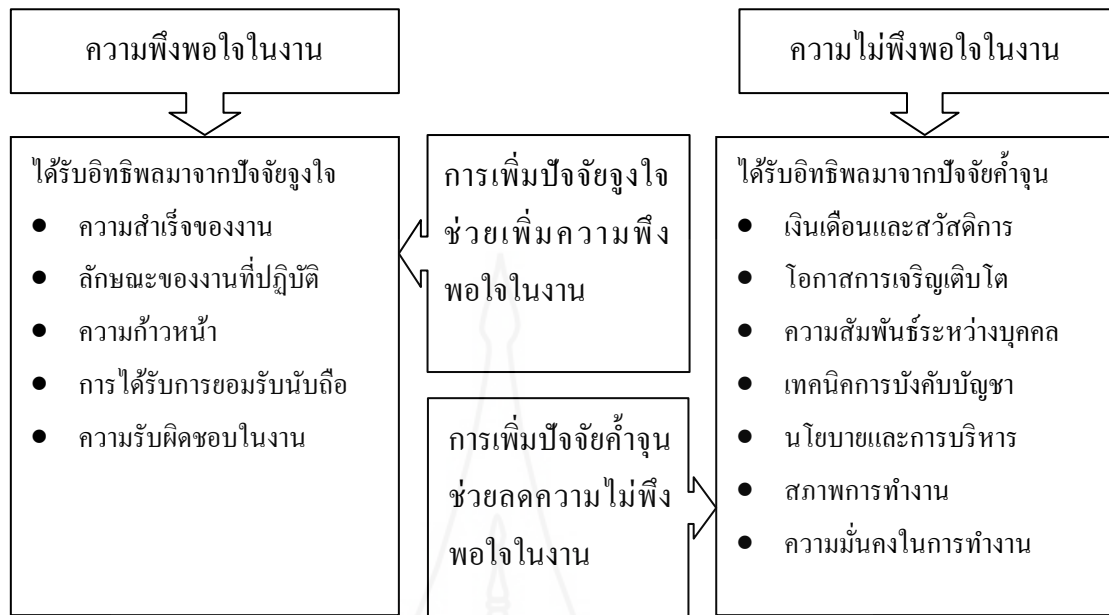 ความพึงพอใจในงาน
ความไม่พึงพอใจในงาน
ได้รับอิทธิพลมาจากปัจจัยจูงใจ
● ความสำเร็จของงาน
● ลักษณะของงานที่ปฏิบัติ
● ความก้าวหน้า
● การได้รับการยอมรับนับถือ
● ความรับผิดชอบในงาน
การเพิ่มปัจจัยจูงใจ
ช่วยเพิ่มความพึง
พอใจในงาน
การเพิ่มปัจจัยค้ำจุน
ช่วยลดความไม่พึง
พอใจในงาน
ได้รับอิทธิพลมาจากปัจจัยค้ำจุน
● เงินเดือนและสวัสดิการ
● โอกาสการเจริญเติบโต
● ความสัมพันธ์ระหว่างบุคคล
● เทคนิคการบังคับบัญชา
● นโยบายและการบริหาร
● สภาพการทำงาน
● ความมั่นคงในการทำงาน